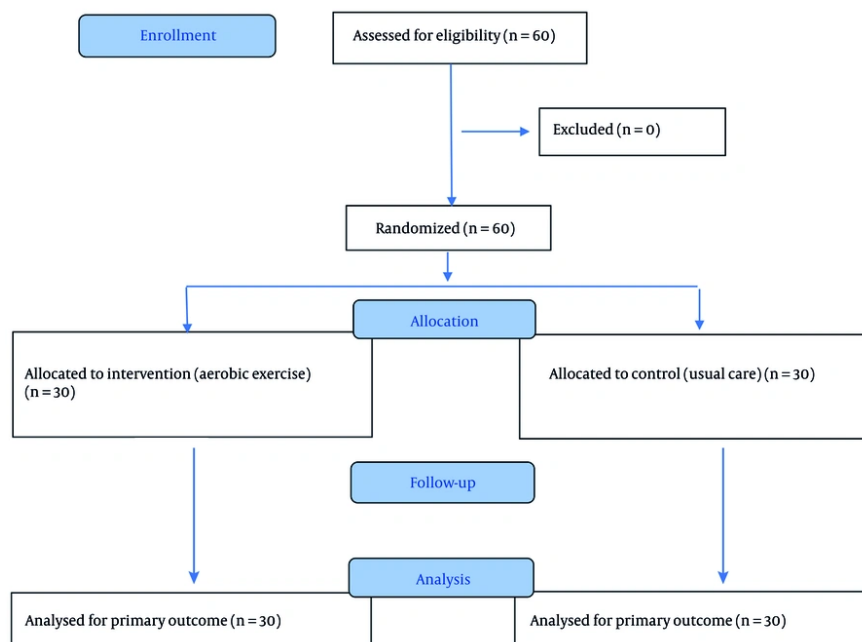 Enrollment
Assessed for eligibility (n = 60)
Excluded (n = 0)
Randomized (n = 60)
Allocation
Allocated to intervention (aerobic exercise)
(n = 30)
Allocated to control (usual care) (n = 30)
Follow-up
Analysis
Analysed for primary outcome (n = 30)
Analysed for primary outcome (n = 30)